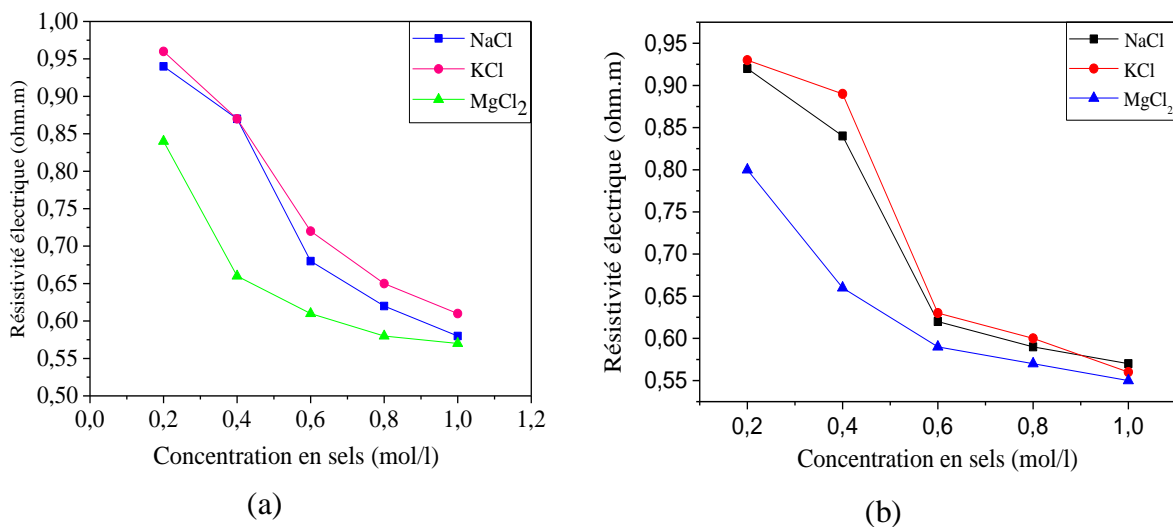 1,00
0,95
0,90
0,85
0,80
0,75
0,70
0,65
0,60
0,55
0,50
Résistivité électrique (ohm.m)
NaCl
KCl
MgCl2
0,0 0,2 0,4 0,6 0,8 1,0 1,2
Concentration en sels (mol/l)
(a)
0,95
0,90
0,85
0,80
0,75
0,70
0,65
0,60
0,55
Résistivité électrique (ohm.m)
NaCl
KCl
MgCl2
0,2 0,4 0,6 0,8 1,0
Concentration en sels (mol/l)
(b)